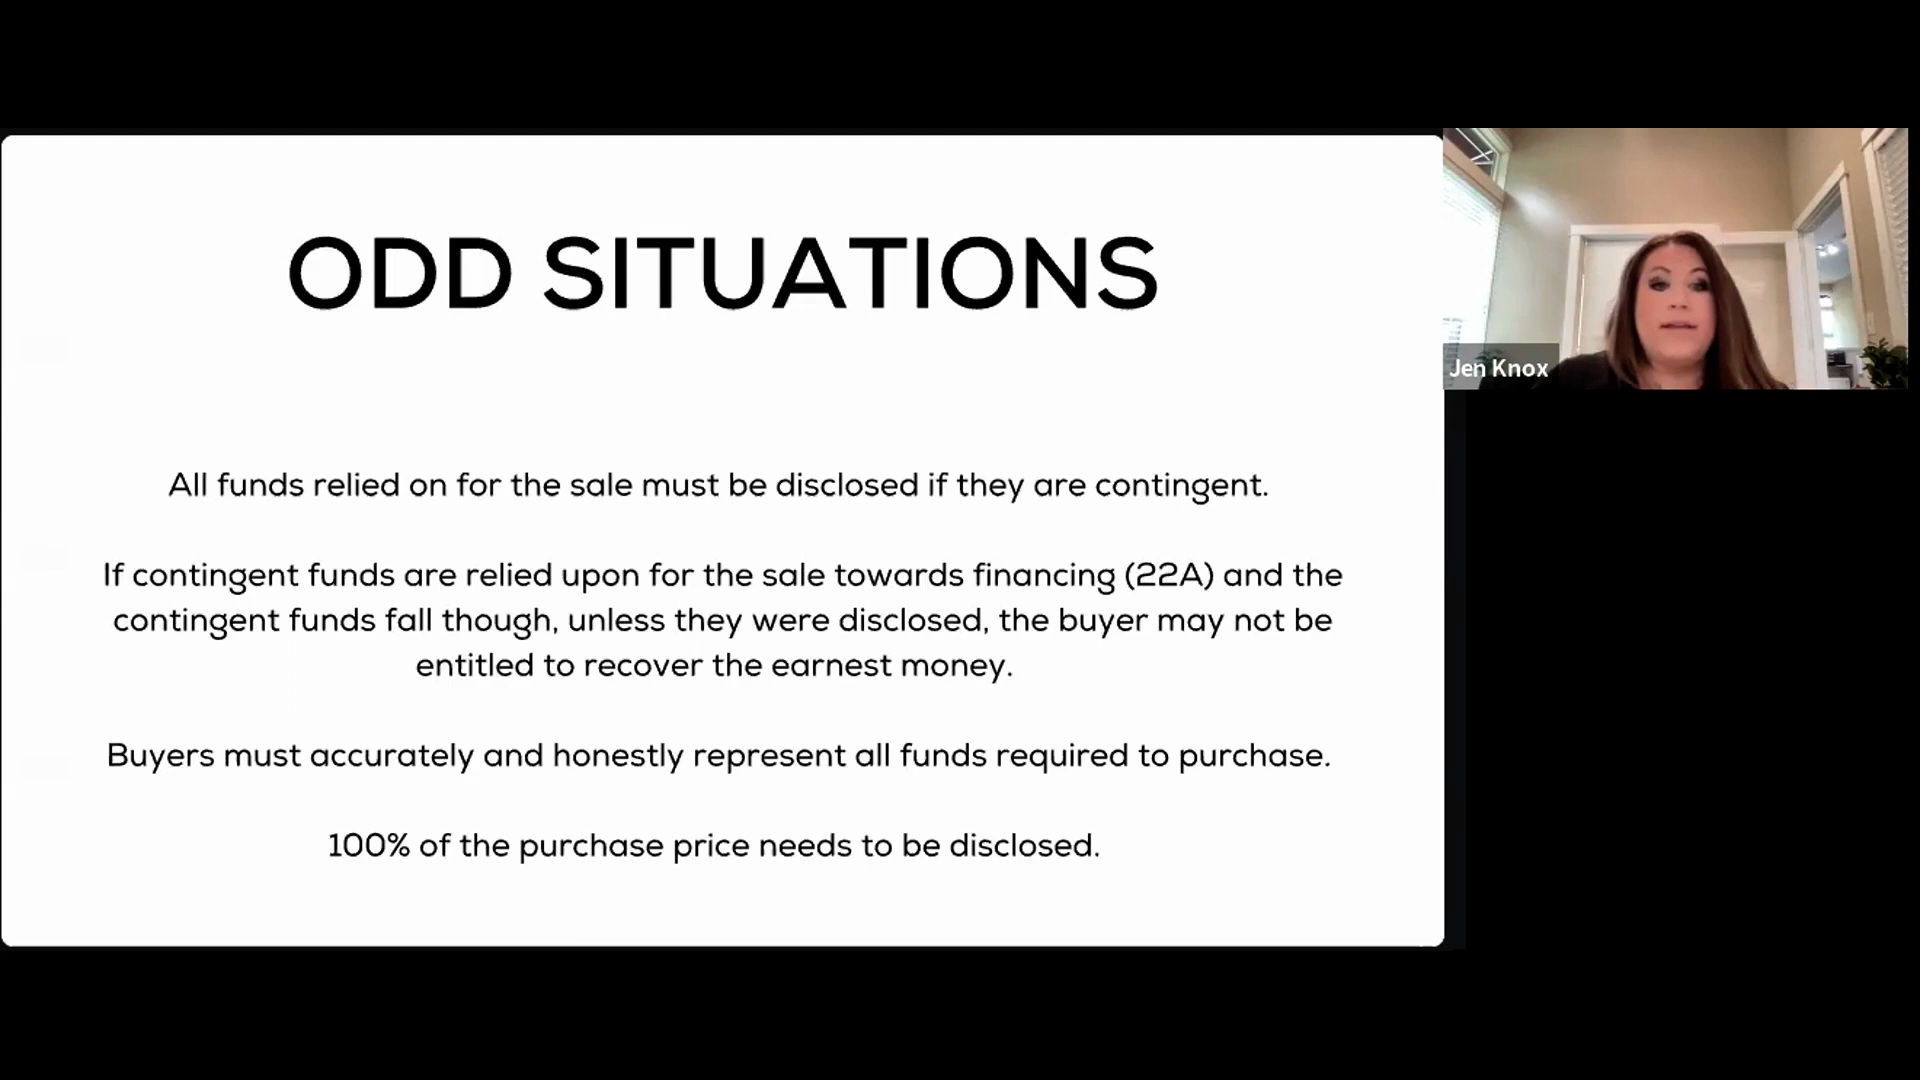 ODD SITUATIONS
All funds relied on for the sale must be disclosed if they are contingent.
If contingent funds are relied upon for the sale towards financing (22A) and the
contingent funds fall though, unless they were disclosed, the buyer may not be
entitled to recover the earnest money.
Buyers must accurately and honestly represent all funds required to purchase.
100% of the purchase price needs to be disclosed.
Jen Knox